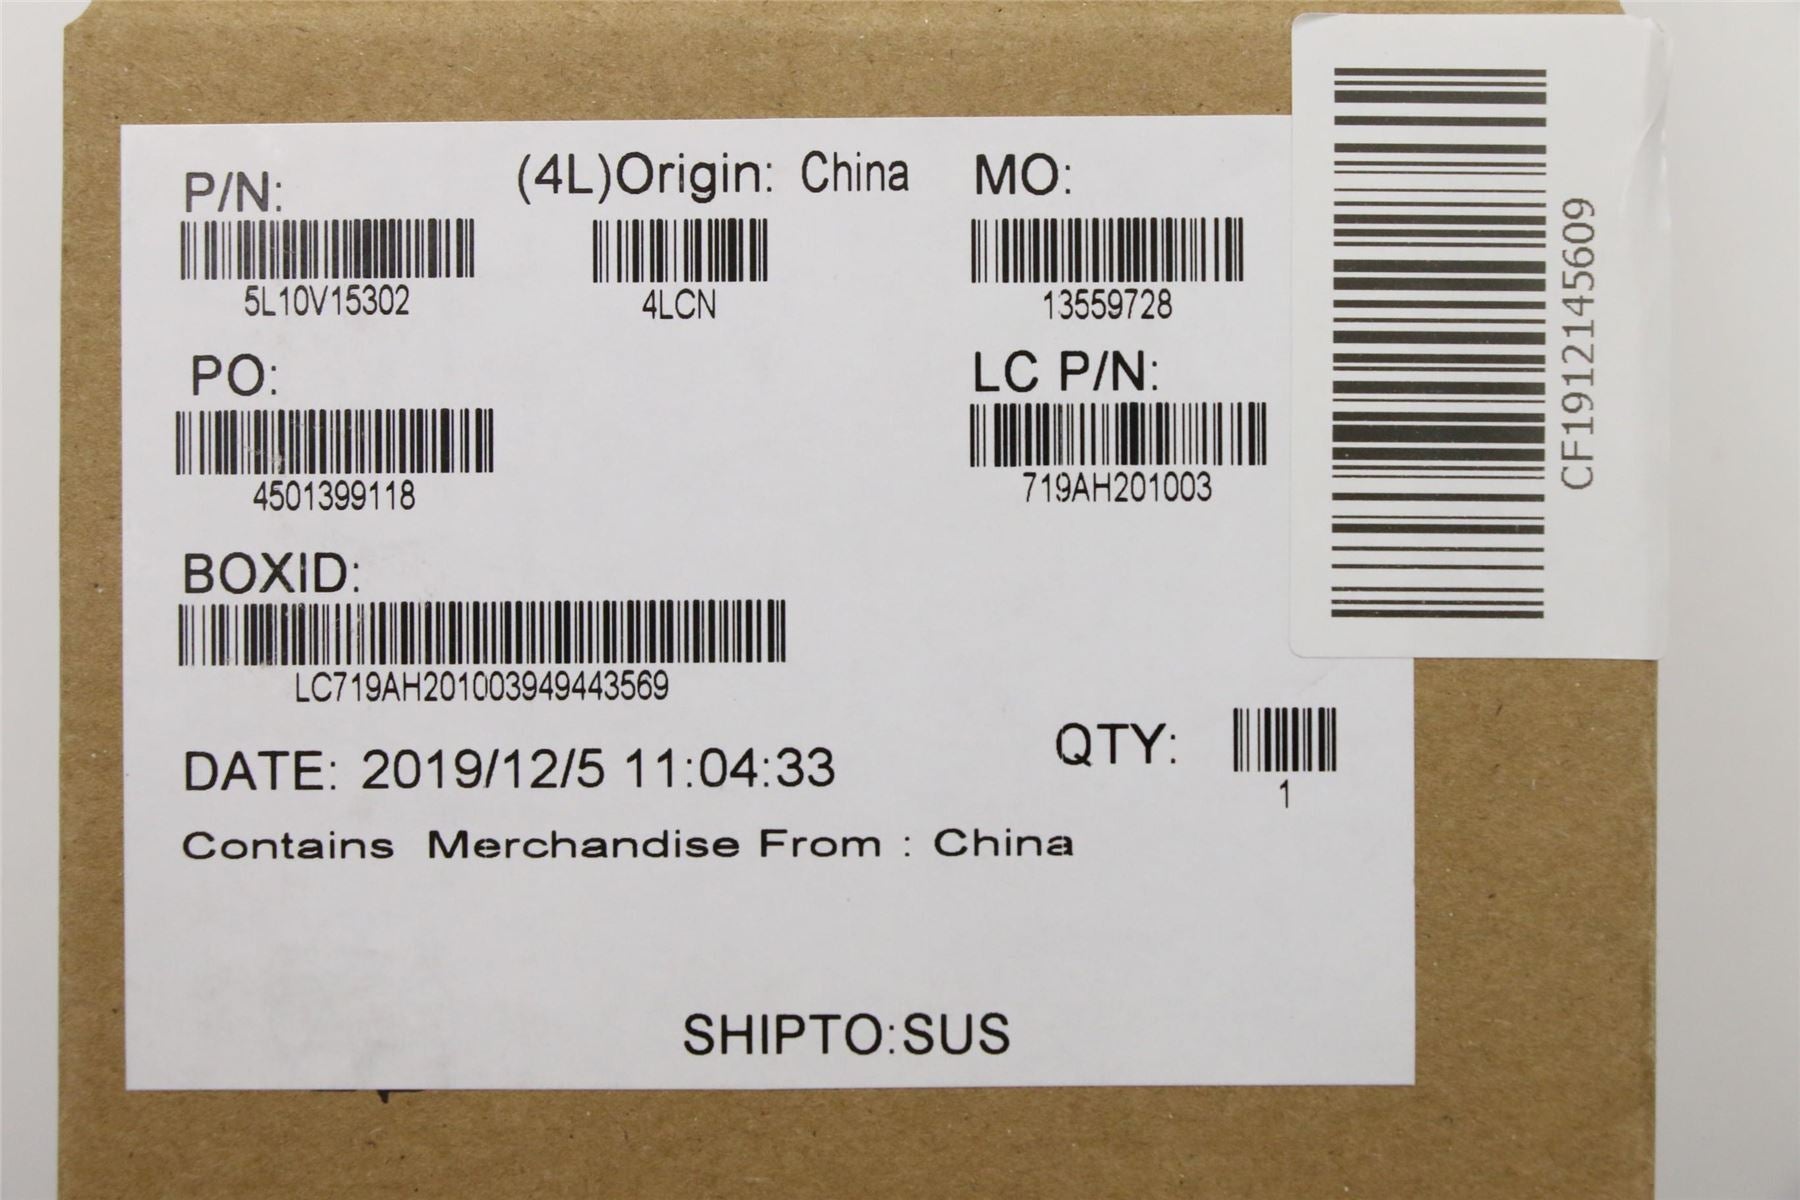 P/N:
5L10V15302
(4L)Origin: China
4LCN
MO:
13559728
PO:
4501399118
LC P/N:
719AH201003
BOXID:
LC719AH201003949443569
DATE: 2019/12/5 11:04:33
QTY:
1
Contains Merchandise From : China
SHIPTO:SUS
CF1912145609